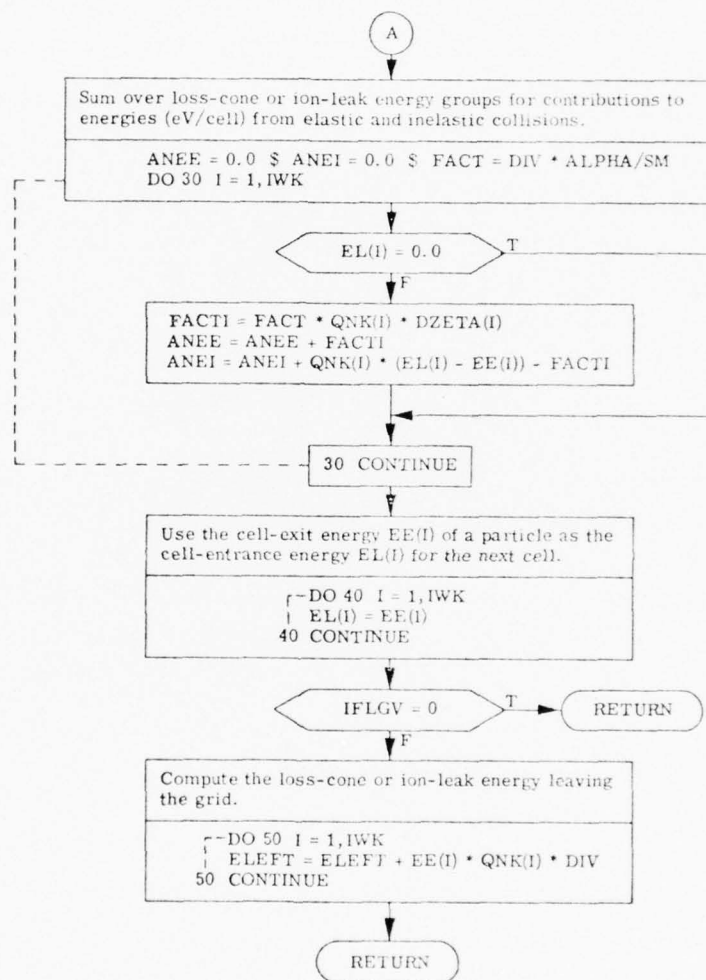 A
Sum over loss-cone or ion-leak energy groups for contributions to
energies (eV/cell) from elastic and inelastic collisions.
ANEE = 0.0 $ ANEI = 0.0 $ FACT = DIV * ALPHA/SM
DO 30 I = 1,IWK
EL(I) = 0.0
T
F
FACTI = FACT * QNK(I) * DZETA(I)
ANEE = ANEE + FACTI
ANEI = ANEI + QNK(I) * (EL(I) - EE(I)) - FACTI
30 CONTINUE
Use the cell-exit energy EE(I) of a particle as the
cell-entrance energy EL(I) for the next cell.
DO 40 I = 1,IWK
EL(I) = EE(I)
40 CONTINUE
IFLGV = 0
T
RETURN
F
Compute the loss-cone or ion-leak energy leaving
the grid.
DO 50 I = 1,IWK
ELEFT = ELEFT + EE(I) * QNK(I) * DIV
50 CONTINUE
RETURN